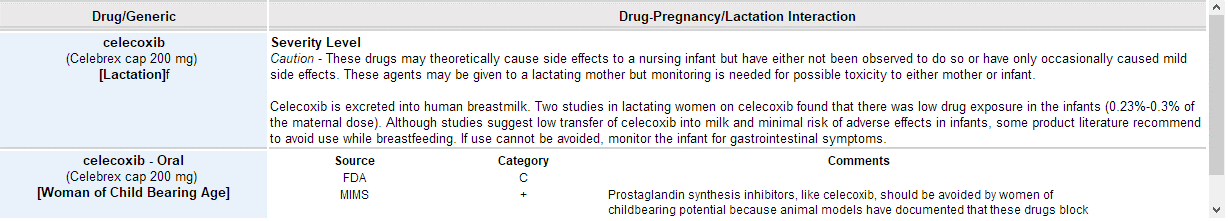 Drug/Generic
Drug-Pregnancy/Lactation Interaction
celecoxib
(Celebrex cap 200 mg)
[Lactation]f
Severity Level
Caution - These drugs may theoretically cause side effects to a nursing infant but have either not been observed to do so or have only occasionally caused mild
side effects. These agents may be given to a lactating mother but monitoring is needed for possible toxicity to either mother or infant.
Celecoxib is excreted into human breastmilk. Two studies in lactating women on celecoxib found that there was low drug exposure in the infants (0.23%-0.3% of
the maternal dose). Although studies suggest low transfer of celecoxib into milk and minimal risk of adverse effects in infants, some product literature recommend
to avoid use while breastfeeding. If use cannot be avoided, monitor the infant for gastrointestinal symptoms.
celecoxib - Oral
(Celebrex cap 200 mg)
[Woman of Child Bearing Age]
Source Category Comments
FDA C
MIMS + Prostaglandin synthesis inhibitors, like celecoxib, should be avoided by women of
childbearing potential because animal models have documented that these drugs block